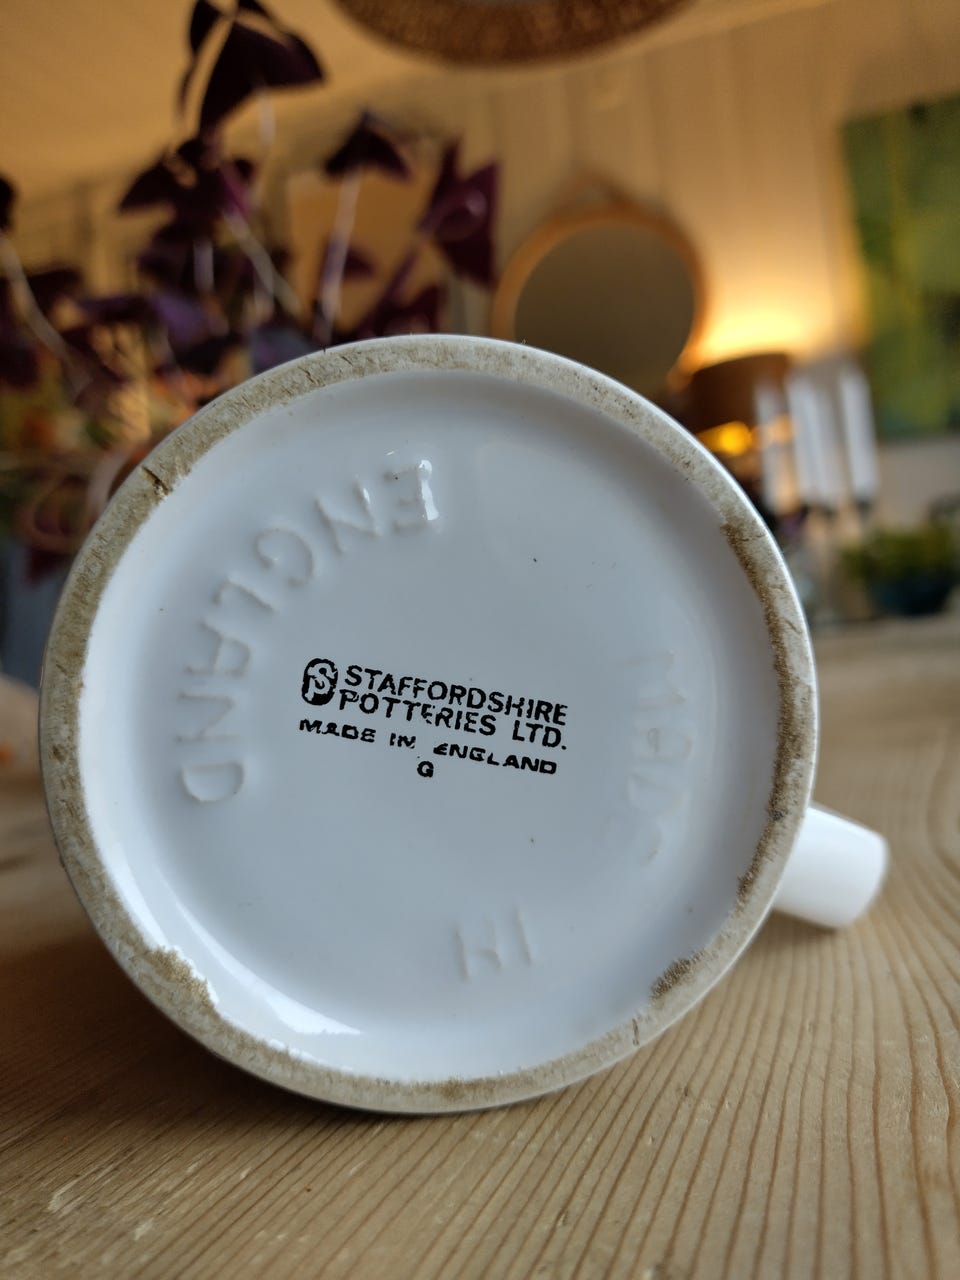 SP STAFFORDSHIRE
POTTERIES LTD.
MADE IN ENGLAND
G
MADE
IN
ENGLAND